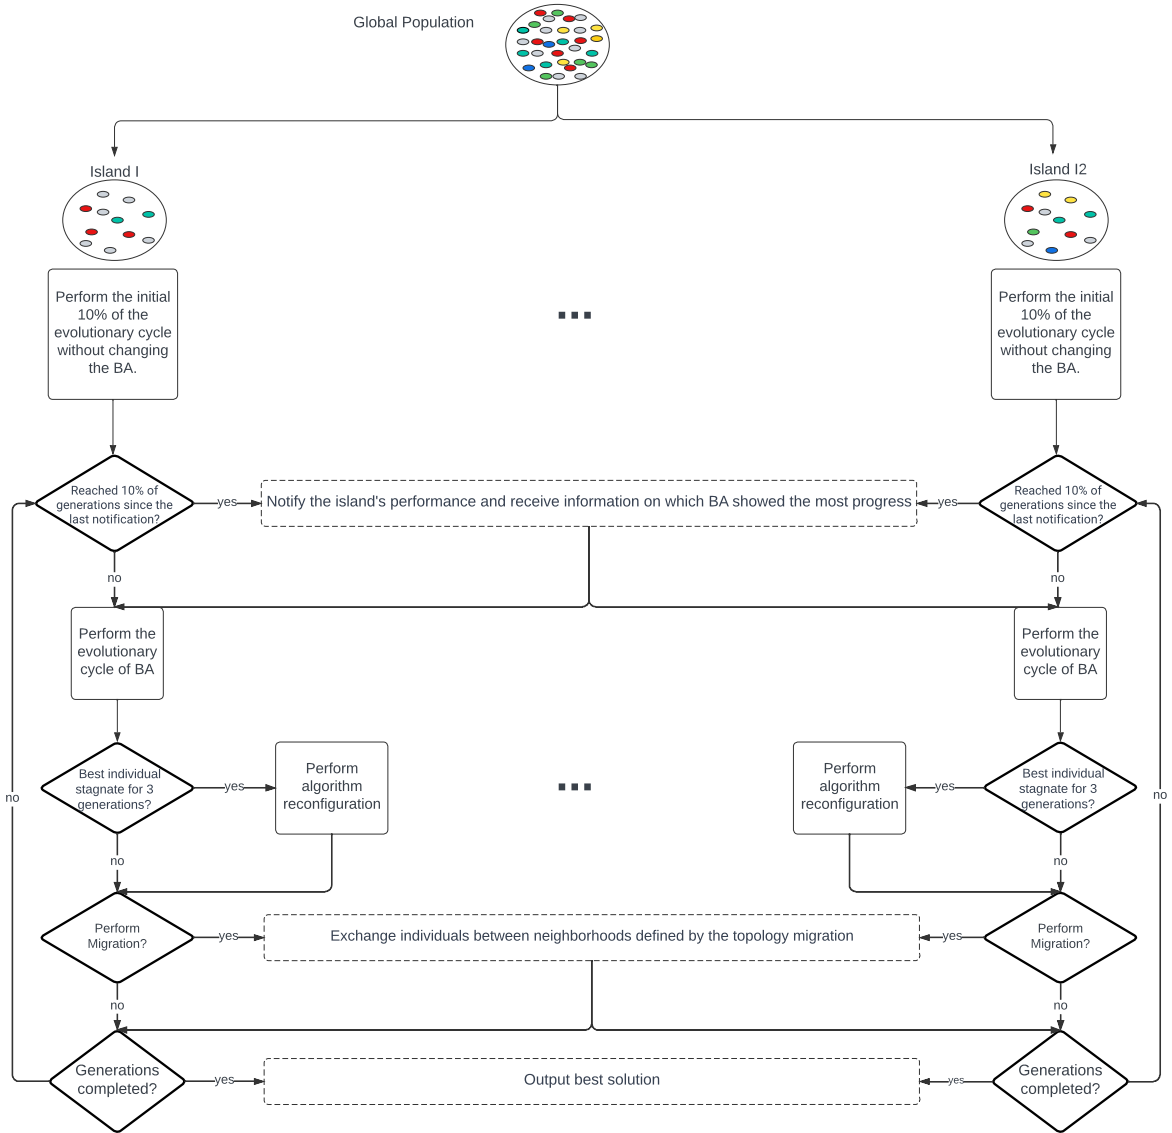 Global Population
Island I
Island I2
Perform the initial
10% of the
evolutionary cycle
without changing
the BA.
Perform the initial
10% of the
evolutionary cycle
without changing
the BA.
...
Reached 10% of
generations since the
last notification?
yes
Notify the island's performance and receive information on which BA showed the most progress
yes
Reached 10% of
generations since the
last notification?
no
no
Perform the
evolutionary
cycle of BA
Perform the
evolutionary
cycle of BA
Best individual
stagnate for 3
generations?
yes
Perform
algorithm
reconfiguration
...
Perform
algorithm
reconfiguration
yes
Best individual
stagnate for 3
generations?
no
no
no
no
Perform
Migration?
yes
Exchange individuals between neighborhoods defined by the topology migration
yes
Perform
Migration?
no
no
Generations
completed?
yes
Output best solution
yes
Generations
completed?